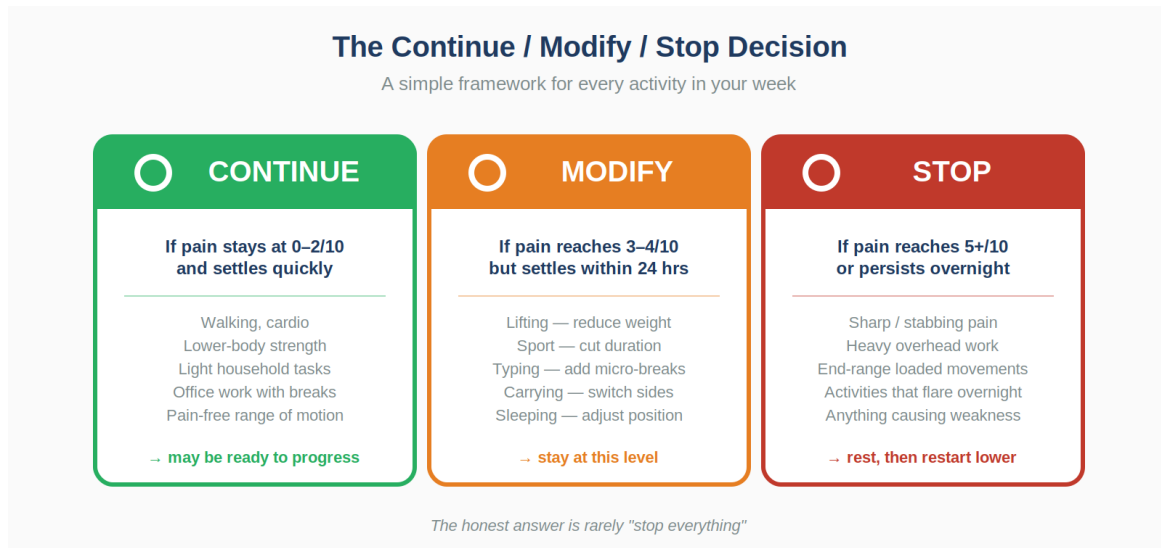 The Continue / Modify / Stop Decision
A simple framework for every activity in your week
CONTINUE
If pain stays at 0–2/10
and settles quickly
Walking, cardio
Lower-body strength
Light household tasks
Office work with breaks
Pain-free range of motion
→ may be ready to progress
MODIFY
If pain reaches 3–4/10
but settles within 24 hrs
Lifting — reduce weight
Sport — cut duration
Typing — add micro-breaks
Carrying — switch sides
Sleeping — adjust position
→ stay at this level
STOP
If pain reaches 5+/10
or persists overnight
Sharp / stabbing pain
Heavy overhead work
End-range loaded movements
Activities that flare overnight
Anything causing weakness
→ rest, then restart lower
The honest answer is rarely "stop everything"